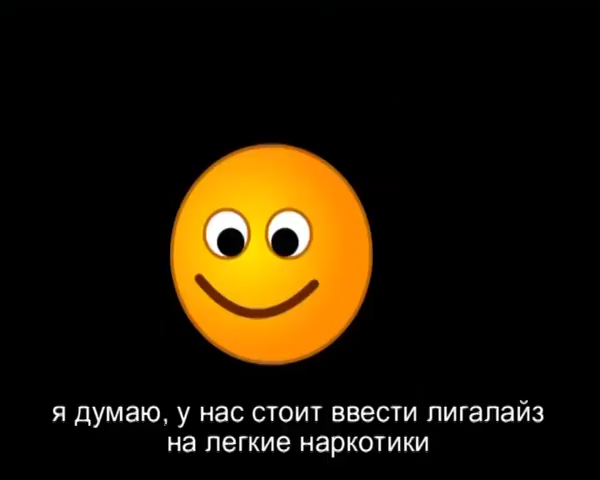 я думаю, у нас стоит ввести лигалайз
на легкие наркотики